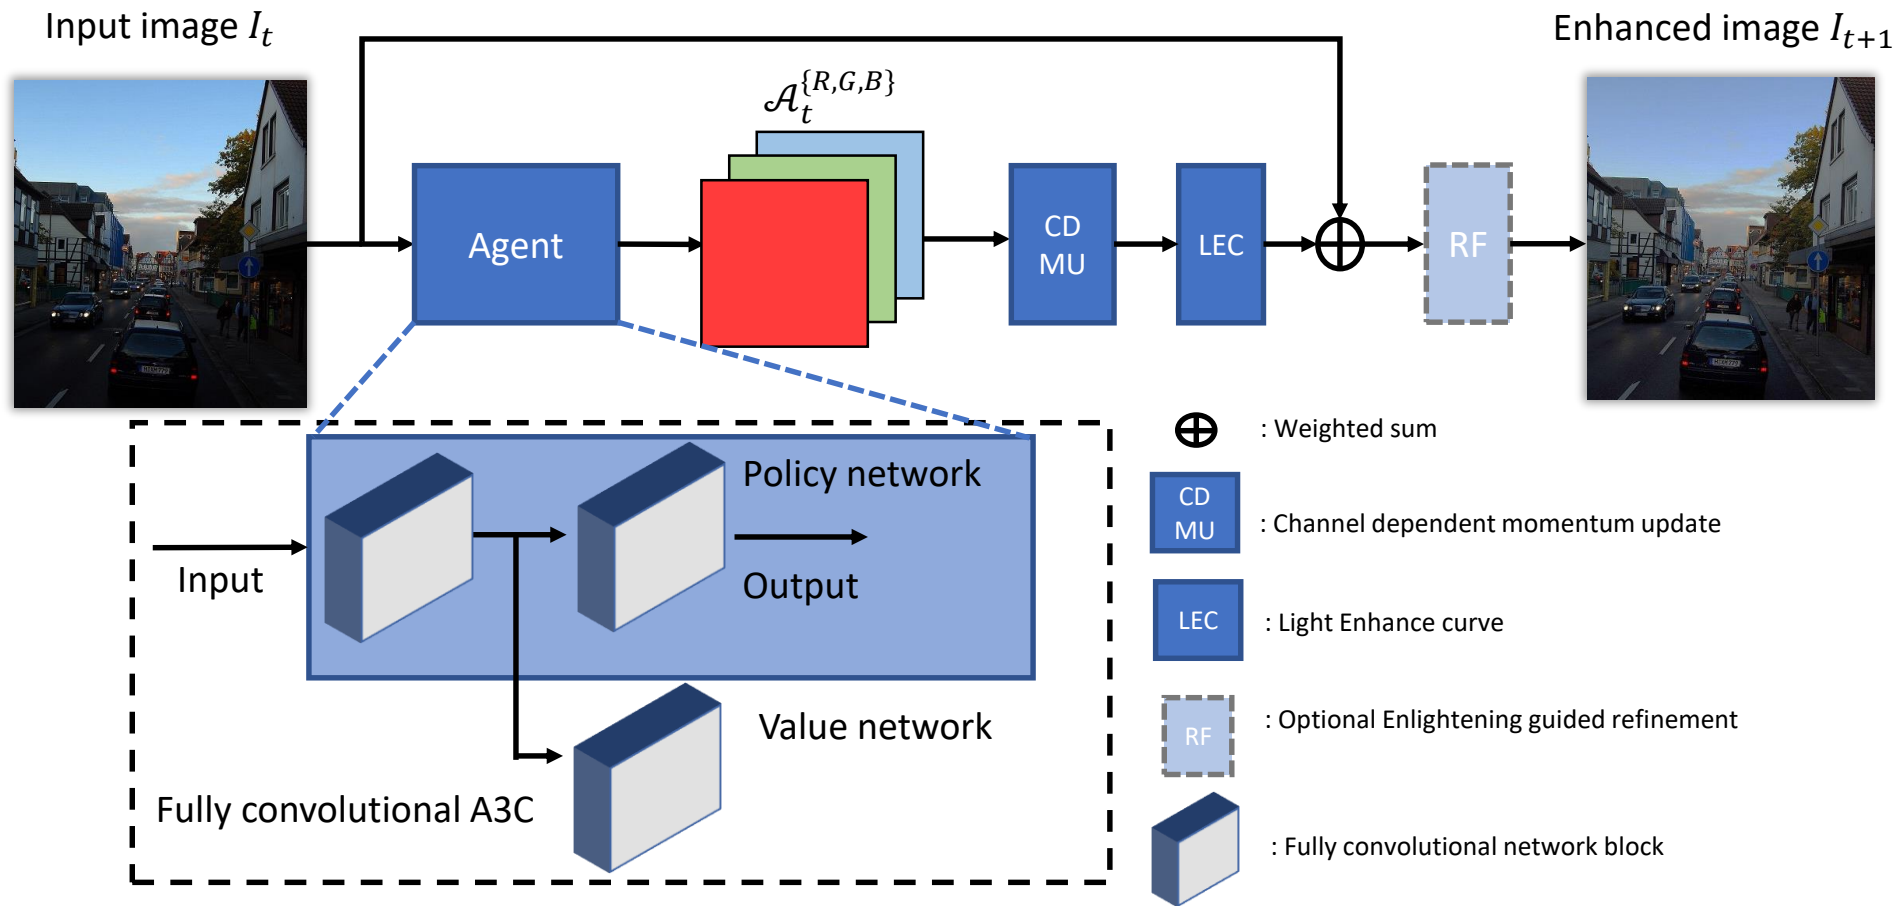 Input image I_t
Enhanced image I_{t+1}
𝒜_t^{R,G,B}
Agent
CD
MU
LEC
RF
Policy network
Input
Output
Value network
Fully convolutional A3C
: Weighted sum
CD
MU
: Channel dependent momentum update
LEC
: Light Enhance curve
RF
: Optional Enlightening guided refinement
: Fully convolutional network block